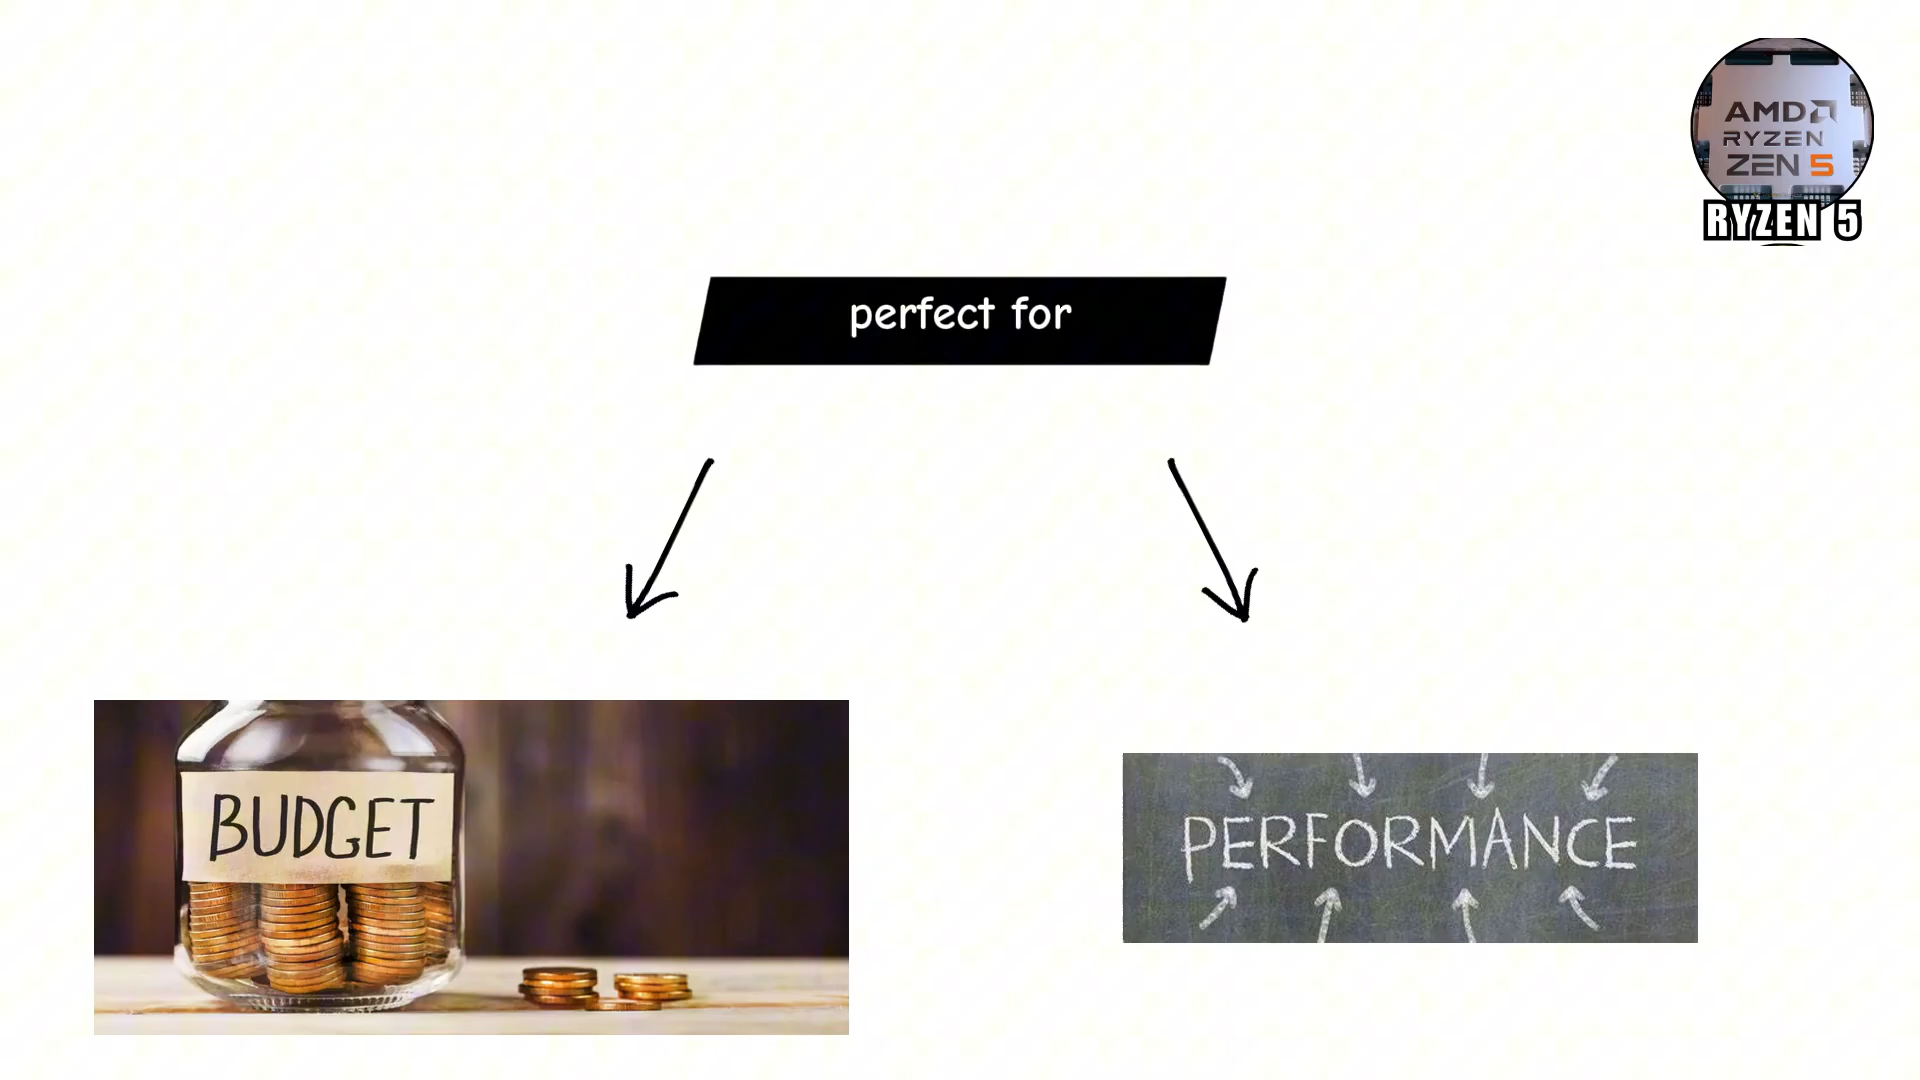 AMD
RYZEN
ZEN 5
RYZEN 5
perfect for
BUDGET
PERFORMANCE